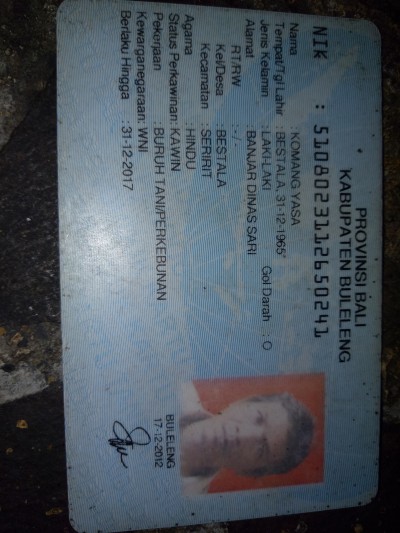 PROVINSI BALI
KABUPATEN BULELENG
NIK : 5108023112650241
Nama : KOMANG YASA
Tempat/Tgl Lahir : BESTALA, 31-12-1965
Jenis Kelamin : LAKI-LAKI Gol Darah : O
Alamat : BANJAR DINAS SARI
RT/RW : -/-
Kel/Desa : BESTALA
Kecamatan : SERIRIT
Agama : HINDU
Status Perkawinan: KAWIN
Pekerjaan : BURUH TANI/PERKEBUNAN
Kewarganegaraan: WNI
Berlaku Hingga : 31-12-2017
BULELENG
17-12-2012